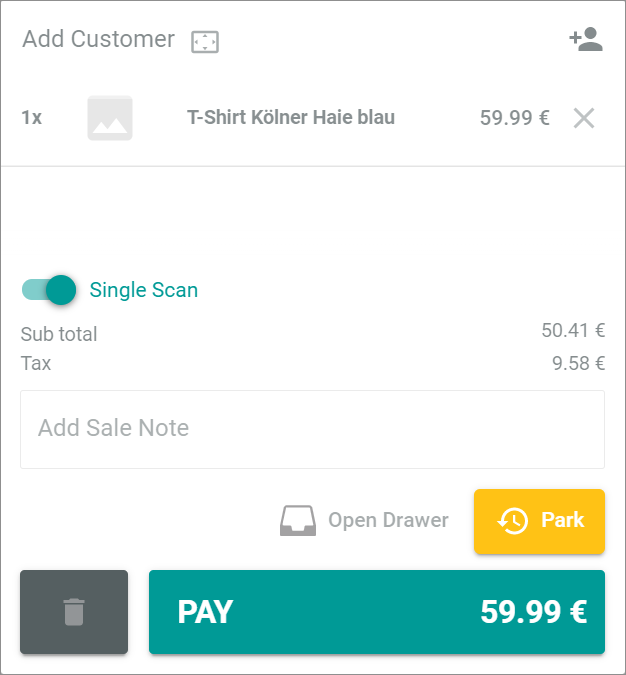 Add Customer
1x T-Shirt Kölner Haie blau 59.99 €
Single Scan
Sub total 50.41 €
Tax 9.58 €
Add Sale Note
Open Drawer Park
PAY 59.99 €